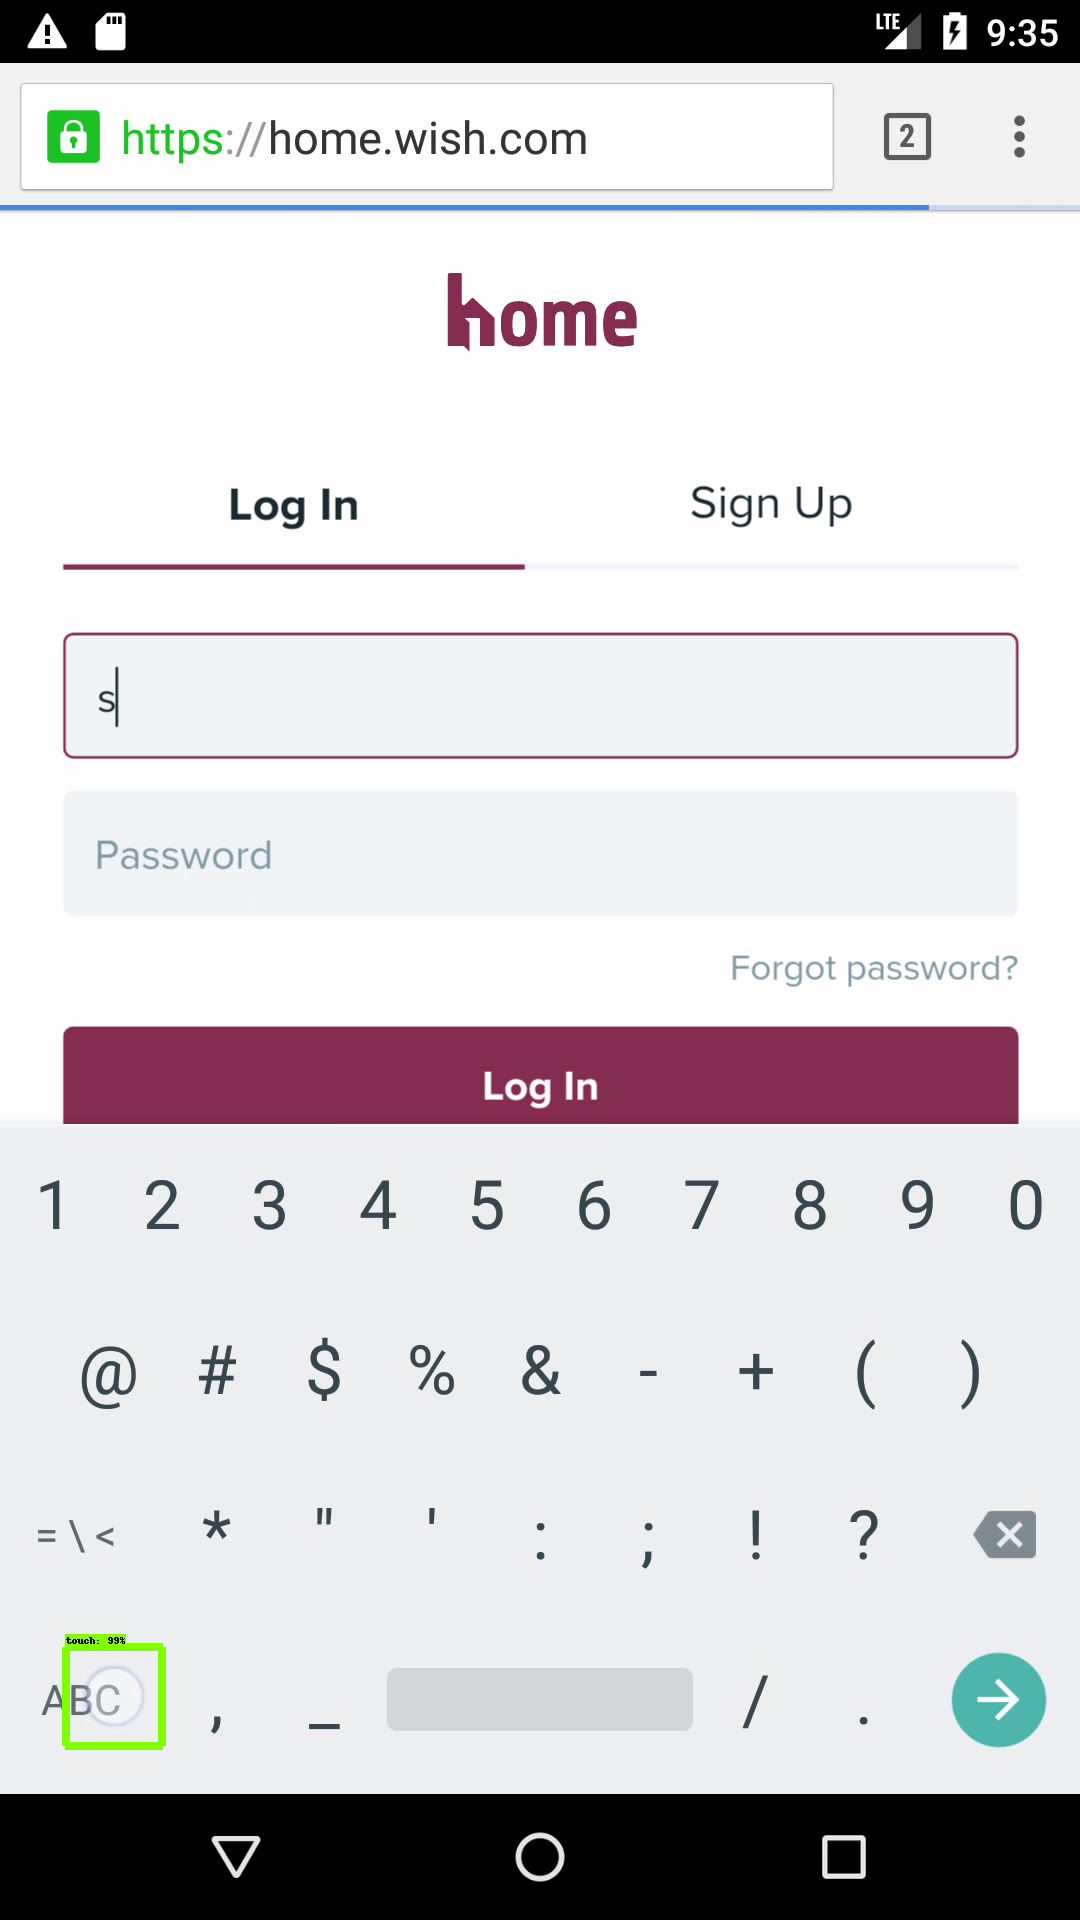 LTE 9:35
https://home.wish.com 2
home
Log In Sign Up
s
Password
Forgot password?
Log In
1 2 3 4 5 6 7 8 9 0
@ # $ % & - + ( )
= \ < * " ' : ; ! ?
touch: 99%
ABC , _ / .